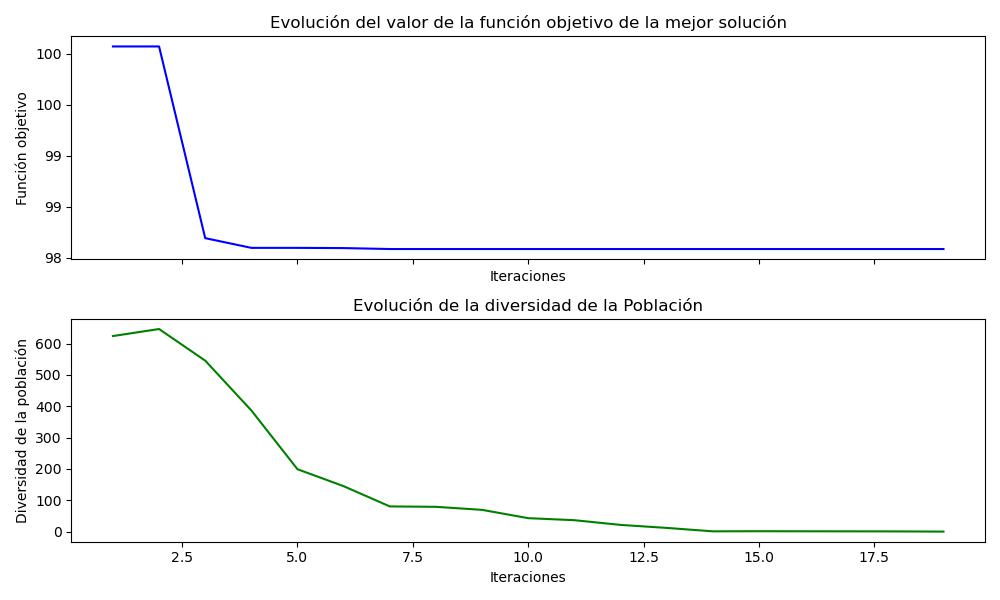 Evolución del valor de la función objetivo de la mejor solución
Función objetivo
100
100
99
99
98
Iteraciones
Evolución de la diversidad de la Población
Diversidad de la población
600
500
400
300
200
100
0
2.5 5.0 7.5 10.0 12.5 15.0 17.5
Iteraciones